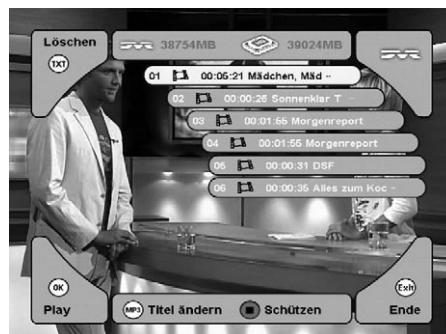 Löschen
TXT
38754MB 39024MB
01 00:05:21 Mädchen, Mäd ··
02 00:00:26 Sonnenklar T ··
03 00:01:55 Morgenreport
04 00:01:55 Morgenreport
05 00:00:31 DSF
06 00:00:35 Alles zum Koc ··
OK
Play
MP3 Titel ändern Schützen
Exit
Ende